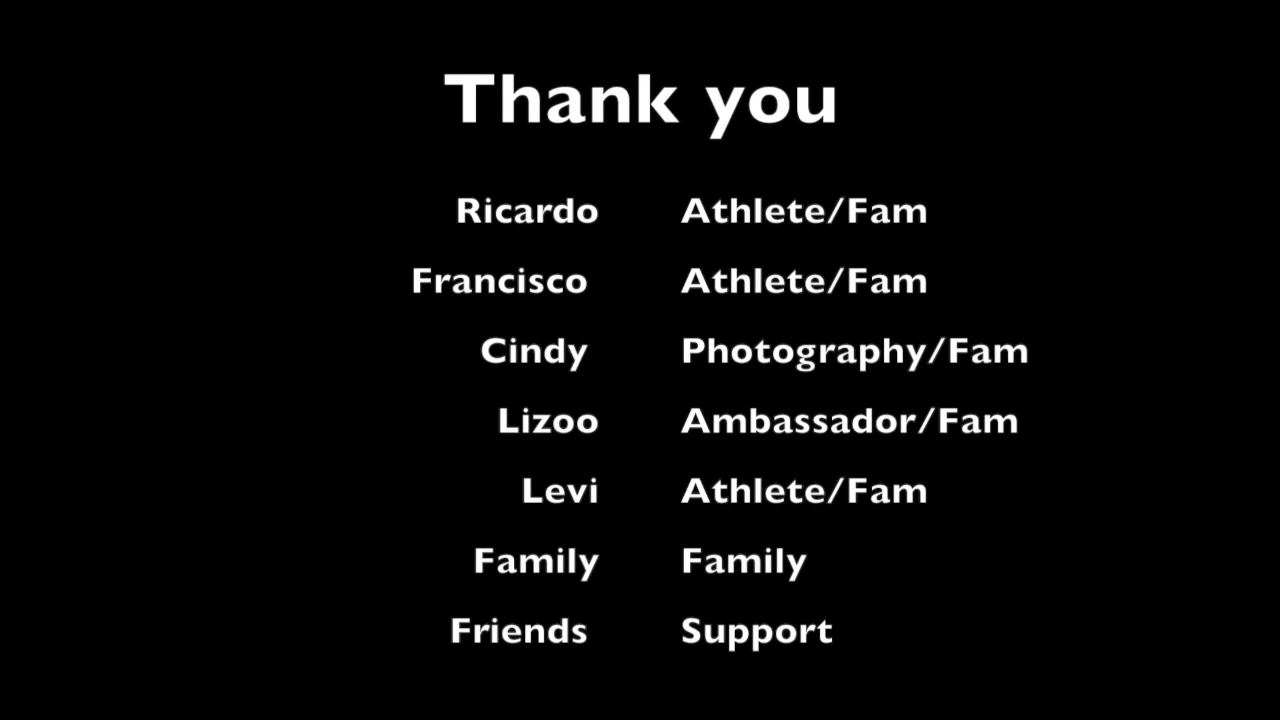 Thank you
Ricardo Athlete/Fam
Francisco Athlete/Fam
Cindy Photography/Fam
Lizoo Ambassador/Fam
Levi Athlete/Fam
Family Family
Friends Support